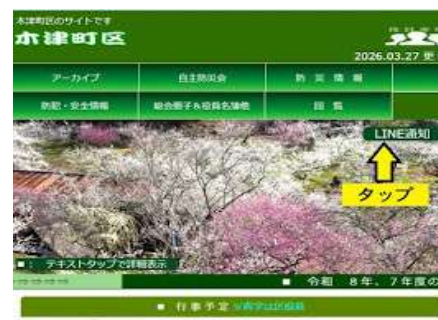 木津町区のサイトです
木津町区
2026.03.27 更
アーカイブ 自主防災会 防 災 情 報
防犯・安全情報 総会冊子&役員名簿他 回 覧
LINE通知
タップ
■： テキストタップで詳細表示
■ 令和 8年、7年度の
■ 行 事 予 定